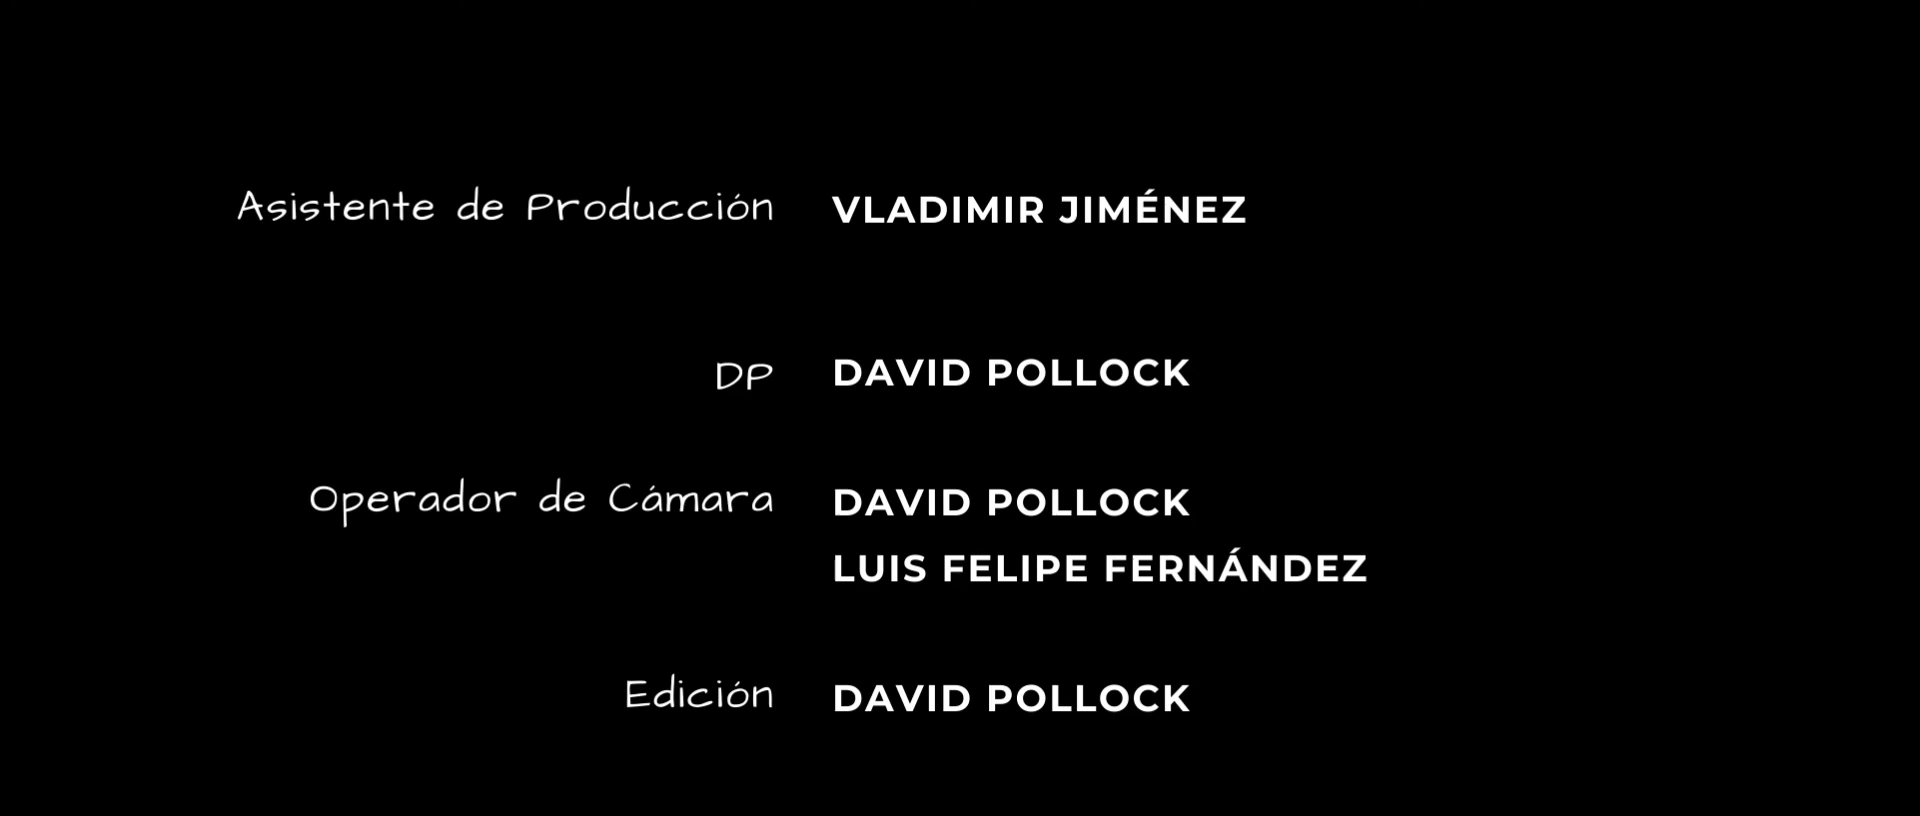 Asistente de Producción VLADIMIR JIMÉNEZ
DP DAVID POLLOCK
Operador de Cámara DAVID POLLOCK
LUIS FELIPE FERNÁNDEZ
Edición DAVID POLLOCK